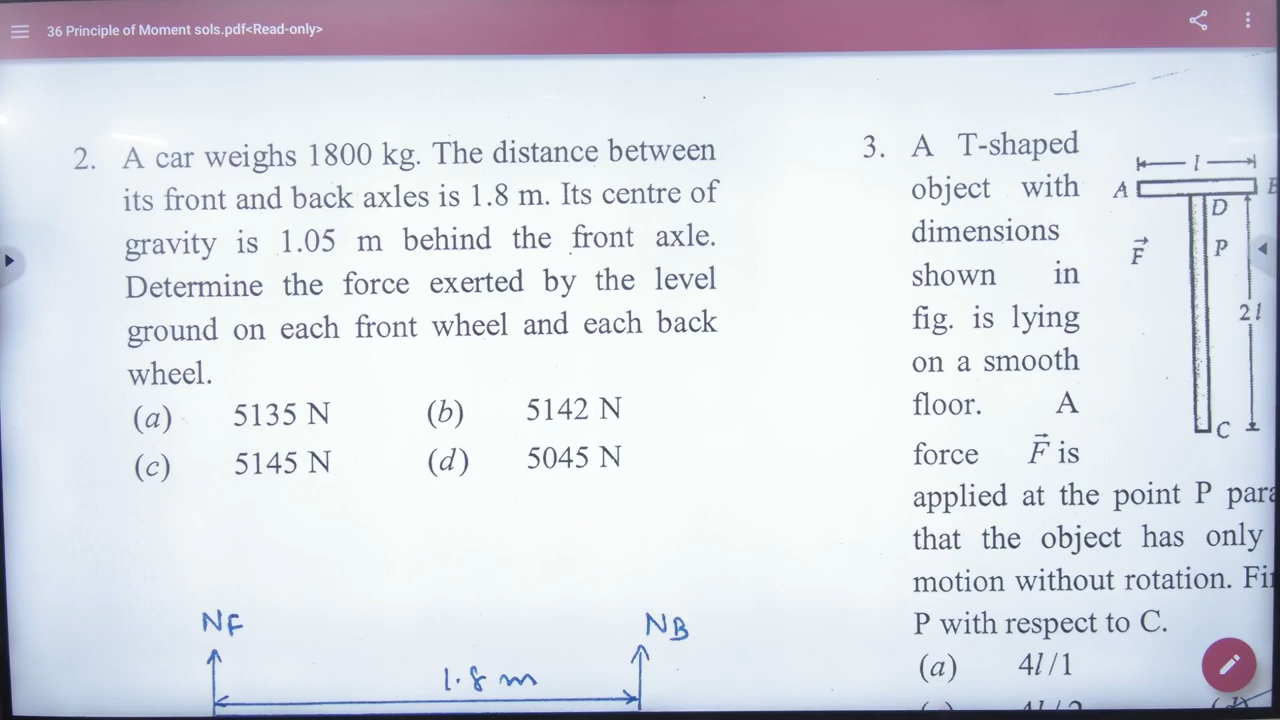 36 Principle of Moment sols.pdf<Read-only>
2. A car weighs 1800 kg. The distance between
its front and back axles is 1.8 m. Its centre of
gravity is 1.05 m behind the front axle.
Determine the force exerted by the level
ground on each front wheel and each back
wheel.
(a) 5135 N (b) 5142 N
(c) 5145 N (d) 5045 N
NF NB
1.8 m
3. A T-shaped
object with
dimensions
shown in
fig. is lying
on a smooth
floor. A
force F⃗ is
applied at the point P para
that the object has only
motion without rotation. Fi
P with respect to C.
(a) 4l/1
l
A
D
F⃗ P
2l
C